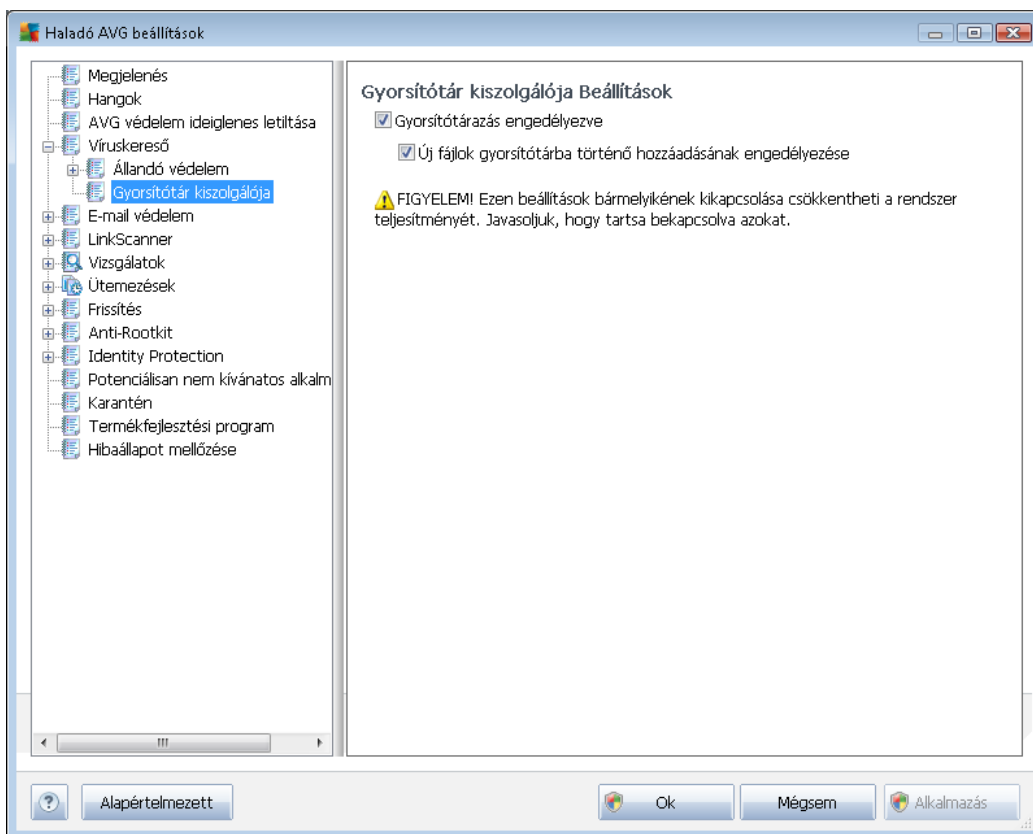 Haladó AVG beállítások
Megjelenés
Hangok
AVG védelem ideiglenes letiltása
Víruskereső
Állandó védelem
Gyorsítótár kiszolgálója
E-mail védelem
LinkScanner
Vizsgálatok
Ütemezések
Frissítés
Anti-Rootkit
Identity Protection
Potenciálisan nem kívánatos alkalm
Karantén
Termékfejlesztési program
Hibaállapot mellőzése
Gyorsítótár kiszolgálója Beállítások
Gyorsítótárazás engedélyezve
Új fájlok gyorsítótárba történő hozzáadásának engedélyezése
FIGYELEM! Ezen beállítások bármelyikének kikapcsolása csökkentheti a rendszer
teljesítményét. Javasoljuk, hogy tartsa bekapcsolva azokat.
?
Alapértelmezett
Ok
Mégsem
Alkalmazás